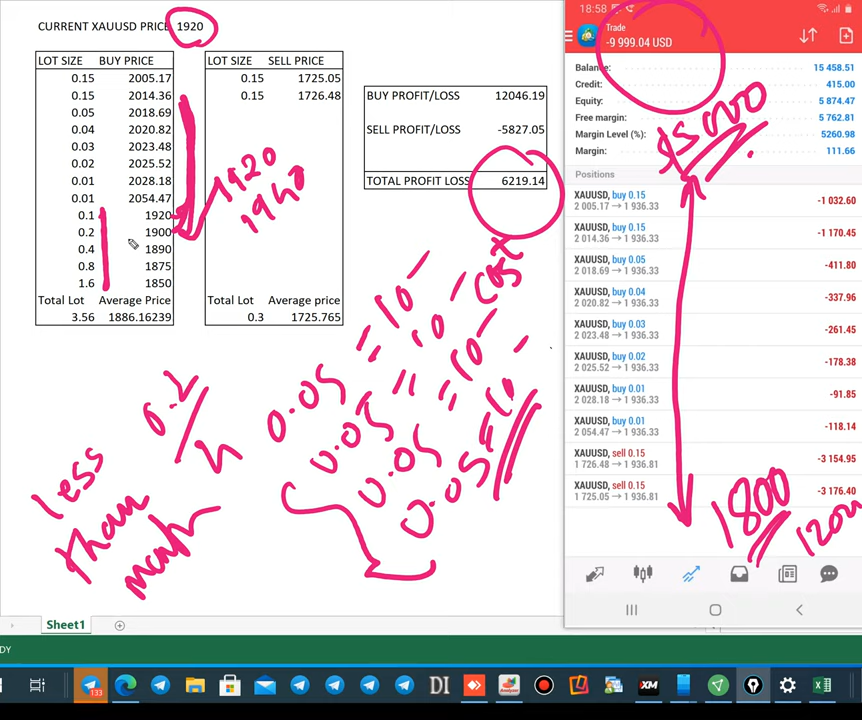 CURRENT XAUUSD PRICE 1920
LOT SIZE BUY PRICE
0.15 2005.17
0.15 2014.36
0.05 2018.69
0.04 2020.82
0.03 2023.48
0.02 2025.52
0.01 2028.18
0.01 2054.47
0.1 1920
0.2 1900
0.4 1890
0.8 1875
1.6 1850
Total Lot Average Price
3.56 1886.16239
LOT SIZE SELL PRICE
0.15 1725.05
0.15 1726.48
Total Lot Average price
0.3 1725.765
BUY PROFIT/LOSS 12046.19
SELL PROFIT/LOSS -5827.05
TOTAL PROFIT LOSS 6219.14
1920
1940
cost
0.05 = 10
0.05 = 10
0.05 = 10
0.05 = 10
0.2/4
less
than
Sheet1
DY
133
DI
XM
18:58
Trade
-9 999.04 USD
Balance: 15 458.51
Credit: 415.00
Equity: 5 874.47
Free margin: 5 762.81
Margin Level (%): 5260.98
Margin: 111.66
$5000
Positions
XAUUSD, buy 0.15
2 005.17 → 1 936.33 -1 032.60
XAUUSD, buy 0.15
2 014.36 → 1 936.33 -1 170.45
XAUUSD, buy 0.05
2 018.69 → 1 936.33 -411.80
XAUUSD, buy 0.04
2 020.82 → 1 936.33 -337.96
XAUUSD, buy 0.03
2 023.48 → 1 936.33 -261.45
XAUUSD, buy 0.02
2 025.52 → 1 936.33 -178.38
XAUUSD, buy 0.01
2 028.18 → 1 936.33 -91.85
XAUUSD, buy 0.01
2 054.47 → 1 936.33 -118.14
XAUUSD, sell 0.15
1 726.48 → 1 936.81 -3 154.95
XAUUSD, sell 0.15
1 725.05 → 1 936.81 -3 176.40
1800